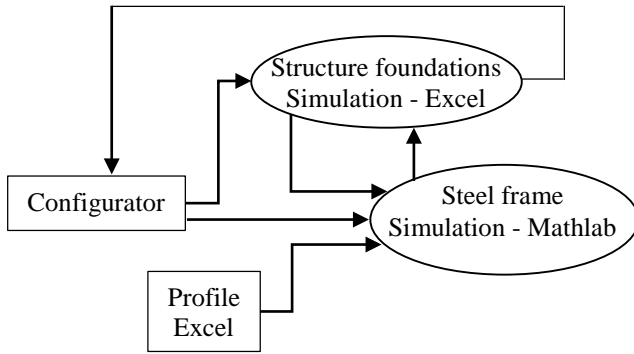 Structure foundations
Simulation - Excel
Configurator
Steel frame
Simulation - Mathlab
Profile
Excel